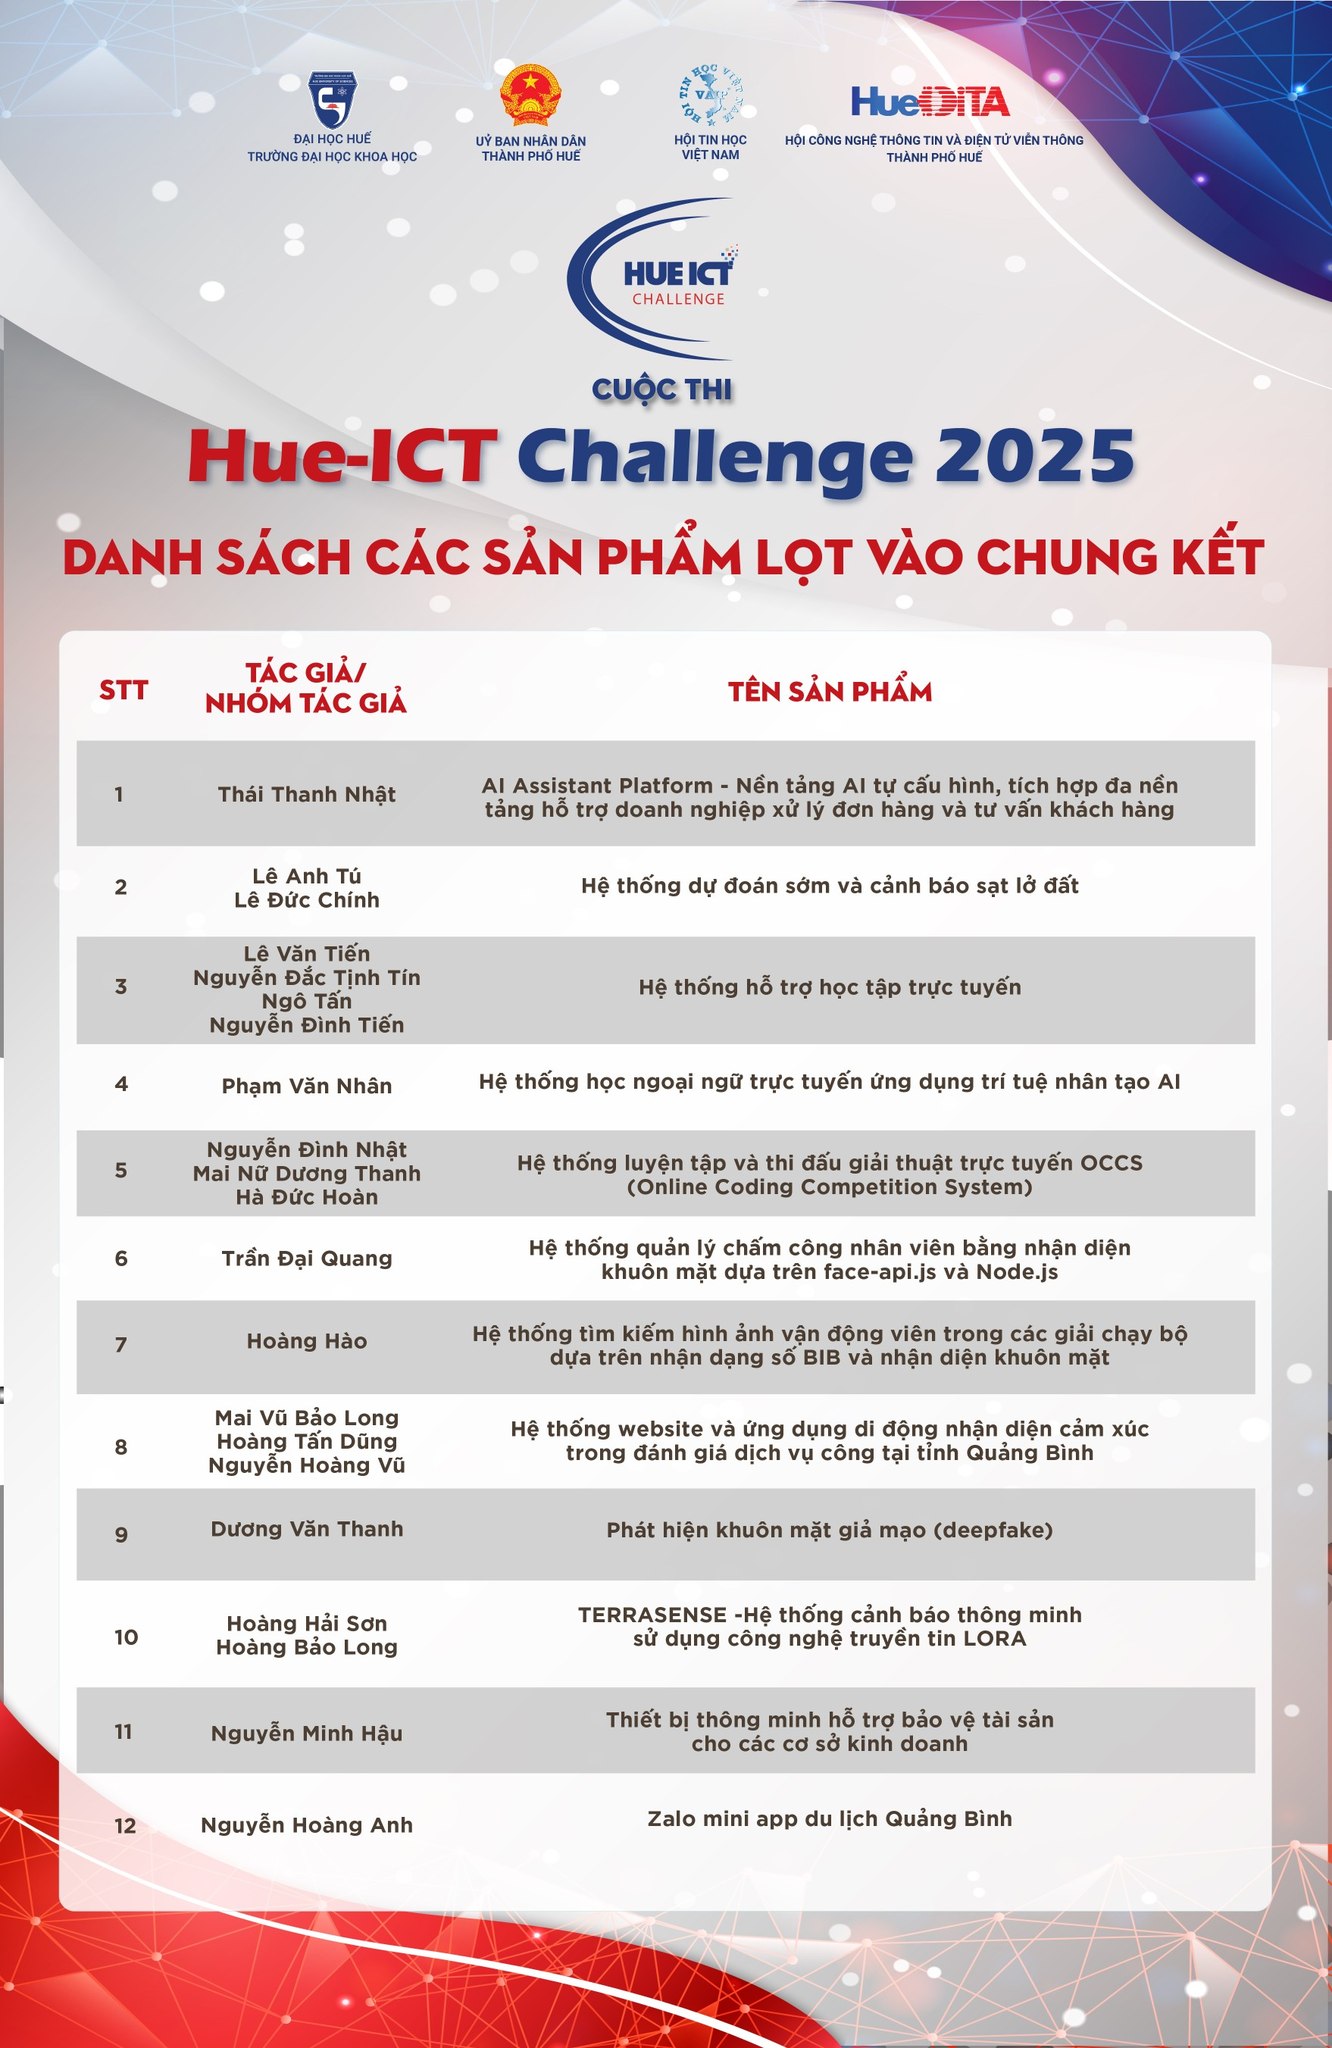 ĐẠI HỌC HUẾ
TRƯỜNG ĐẠI HỌC KHOA HỌC
UỶ BAN NHÂN DÂN
THÀNH PHỐ HUẾ
HỘI TIN HỌC VIỆT NAM
VAIP
HỘI TIN HỌC
VIỆT NAM
HueDITA
HỘI CÔNG NGHỆ THÔNG TIN VÀ ĐIỆN TỬ VIỄN THÔNG
THÀNH PHỐ HUẾ
HUE ICT
CHALLENGE
CUỘC THI
Hue-ICT Challenge 2025
DANH SÁCH CÁC SẢN PHẨM LỌT VÀO CHUNG KẾT
STT
TÁC GIẢ/
NHÓM TÁC GIẢ
TÊN SẢN PHẨM
1
Thái Thanh Nhật
AI Assistant Platform - Nền tảng AI tự cấu hình, tích hợp đa nền
tảng hỗ trợ doanh nghiệp xử lý đơn hàng và tư vấn khách hàng
2
Lê Anh Tú
Lê Đức Chính
Hệ thống dự đoán sớm và cảnh báo sạt lở đất
3
Lê Văn Tiến
Nguyễn Đắc Tịnh Tín
Ngô Tấn
Nguyễn Đình Tiến
Hệ thống hỗ trợ học tập trực tuyến
4
Phạm Văn Nhân
Hệ thống học ngoại ngữ trực tuyến ứng dụng trí tuệ nhân tạo AI
5
Nguyễn Đình Nhật
Mai Nữ Dương Thanh
Hà Đức Hoàn
Hệ thống luyện tập và thi đấu giải thuật trực tuyến OCCS
(Online Coding Competition System)
6
Trần Đại Quang
Hệ thống quản lý chấm công nhân viên bằng nhận diện
khuôn mặt dựa trên face-api.js và Node.js
7
Hoàng Hào
Hệ thống tìm kiếm hình ảnh vận động viên trong các giải chạy bộ
dựa trên nhận dạng số BIB và nhận diện khuôn mặt
8
Mai Vũ Bảo Long
Hoàng Tấn Dũng
Nguyễn Hoàng Vũ
Hệ thống website và ứng dụng di động nhận diện cảm xúc
trong đánh giá dịch vụ công tại tỉnh Quảng Bình
9
Dương Văn Thanh
Phát hiện khuôn mặt giả mạo (deepfake)
10
Hoàng Hải Sơn
Hoàng Bảo Long
TERRASENSE -Hệ thống cảnh báo thông minh
sử dụng công nghệ truyền tin LORA
11
Nguyễn Minh Hậu
Thiết bị thông minh hỗ trợ bảo vệ tài sản
cho các cơ sở kinh doanh
12
Nguyễn Hoàng Anh
Zalo mini app du lịch Quảng Bình